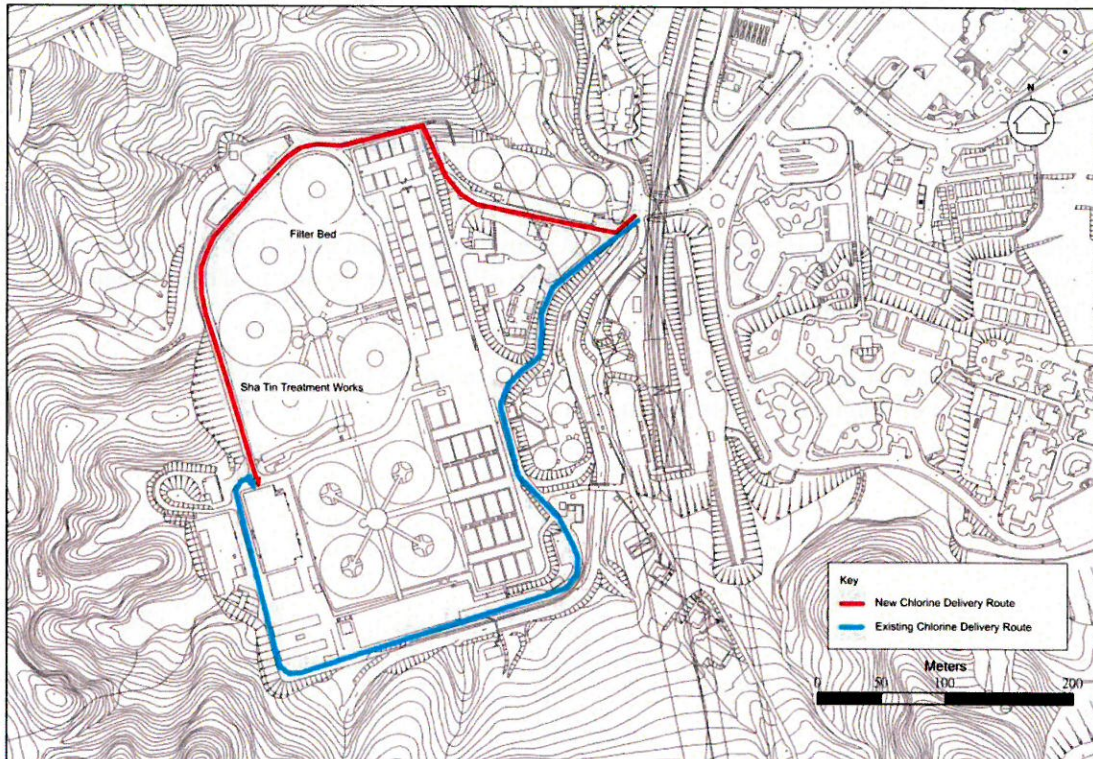 N
Filter Bed
Sha Tin Treatment Works
Key
New Chlorine Delivery Route
Existing Chlorine Delivery Route
Meters
0 50 100 200